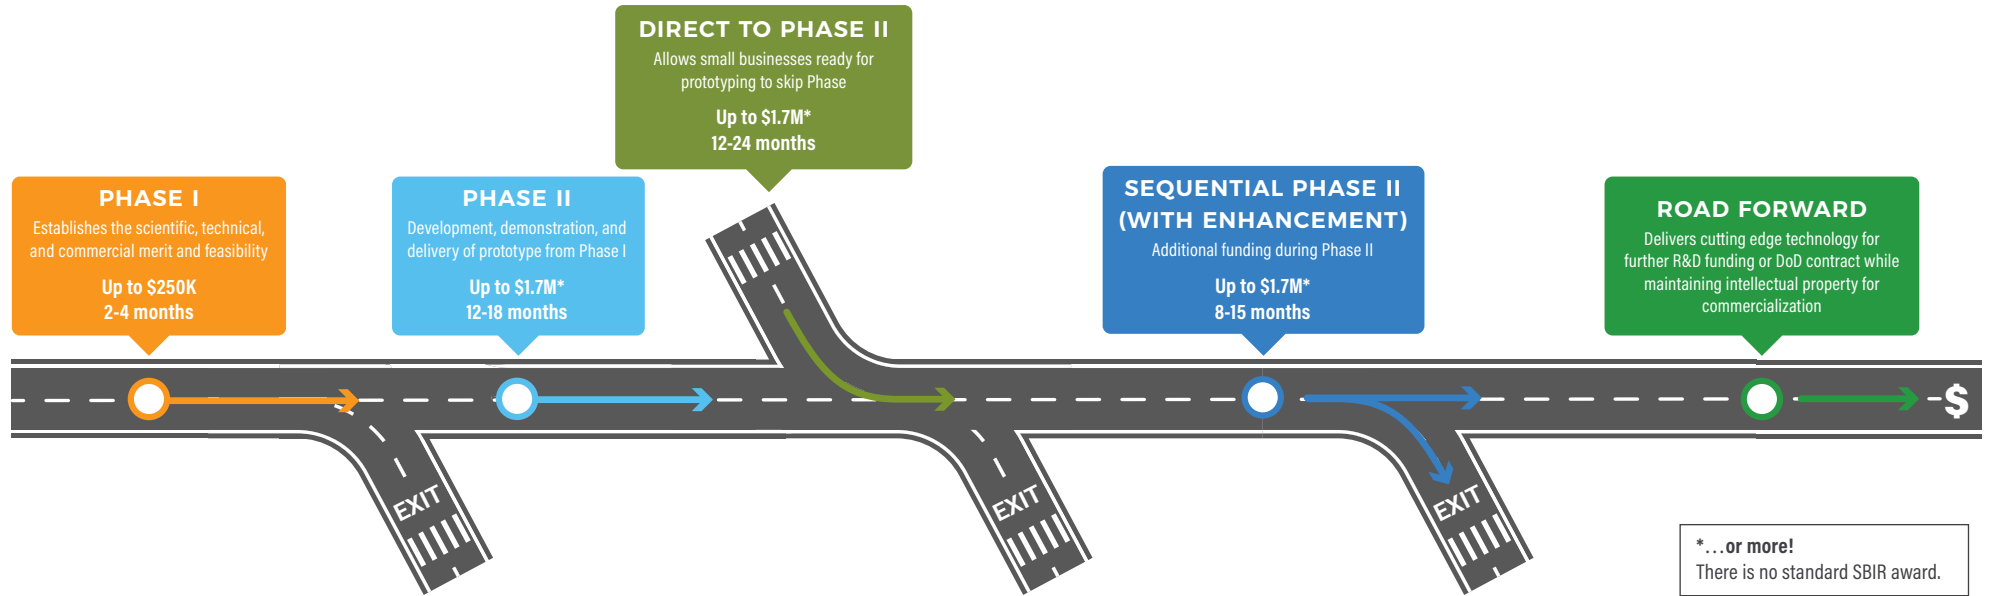 DIRECT TO PHASE II
Allows small businesses ready for
prototyping to skip Phase
Up to $1.7M*
12-24 months
PHASE I
Establishes the scientific, technical,
and commercial merit and feasibility
Up to $250K
2-4 months
PHASE II
Development, demonstration, and
delivery of prototype from Phase I
Up to $1.7M*
12-18 months
SEQUENTIAL PHASE II
(WITH ENHANCEMENT)
Additional funding during Phase II
Up to $1.7M*
8-15 months
ROAD FORWARD
Delivers cutting edge technology for
further R&D funding or DoD contract while
maintaining intellectual property for
commercialization
$
EXIT
EXIT
EXIT
*…or more!
There is no standard SBIR award.